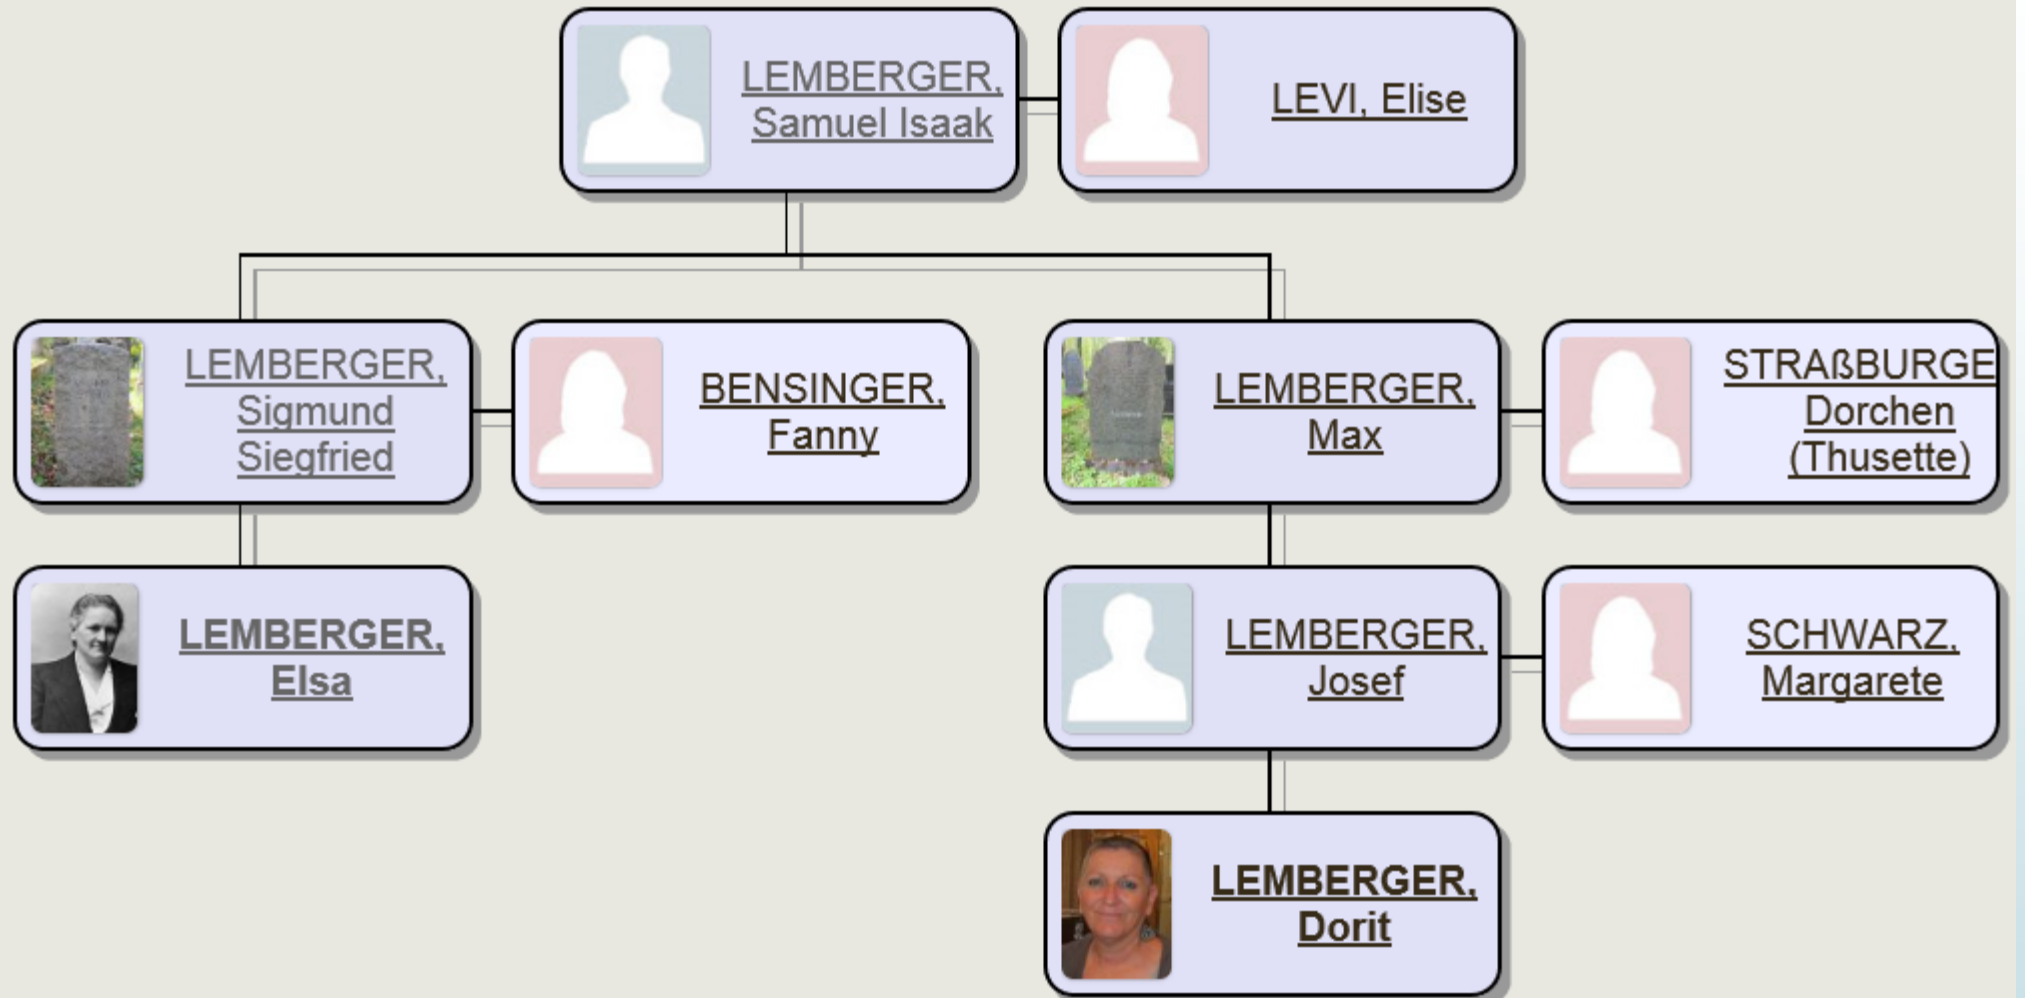 LEMBERGER,
Samuel Isaak
LEVI, Elise
LEMBERGER,
Sigmund
Siegfried
BENSINGER,
Fanny
LEMBERGER,
Max
STRAßBURGE
Dorchen
(Thusette)
LEMBERGER,
Elsa
LEMBERGER,
Josef
SCHWARZ,
Margarete
LEMBERGER,
Dorit